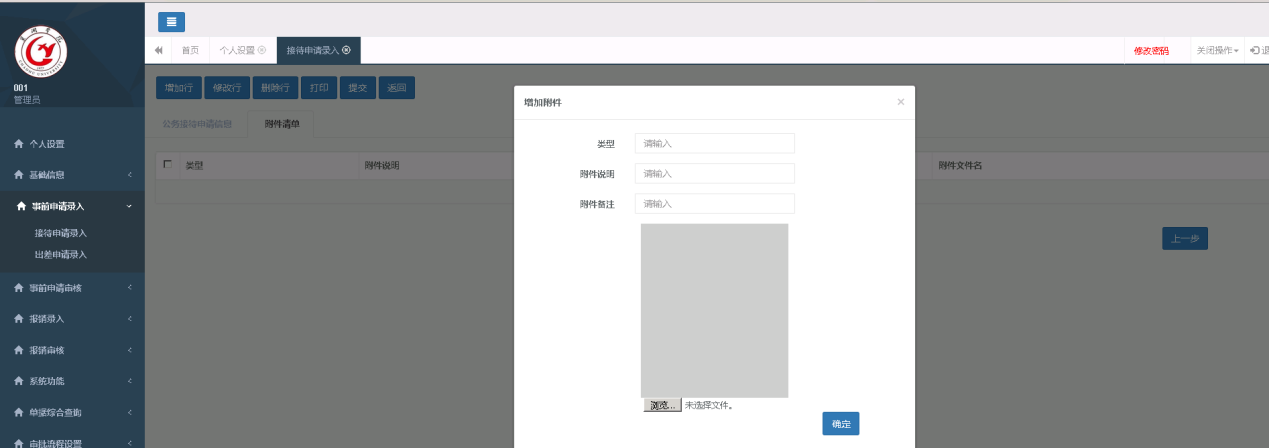 首页 个人设置 接待申请录入 修改密码 关闭操作
001
管理员
增加行 修改行 删除行 打印 提交 返回
公务接待申请信息 附件清单
类型 附件说明 附件文件名
上一步
个人设置
基础信息
事前申请录入
接待申请录入
出差申请录入
事前申请审核
报销录入
报销审核
系统功能
单据综合查询
审批流程设置
增加附件 ×
类型 请输入
附件说明 请输入
附件备注 请输入
浏览... 未选择文件。
确定